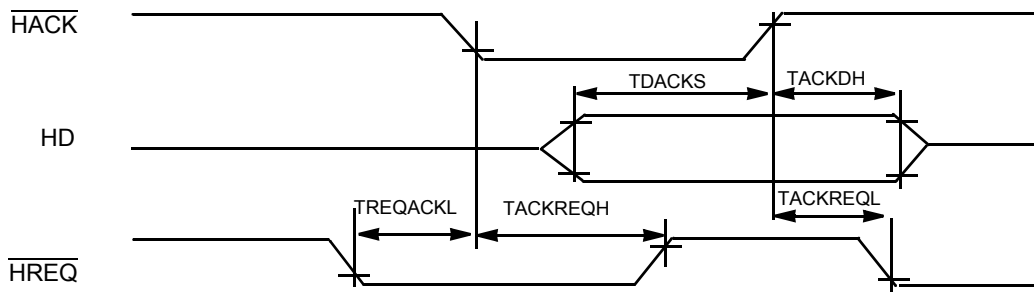 HACK
TDACKS
TACKDH
HD
TREQACKL
TACKREQH
TACKREQL
HREQ